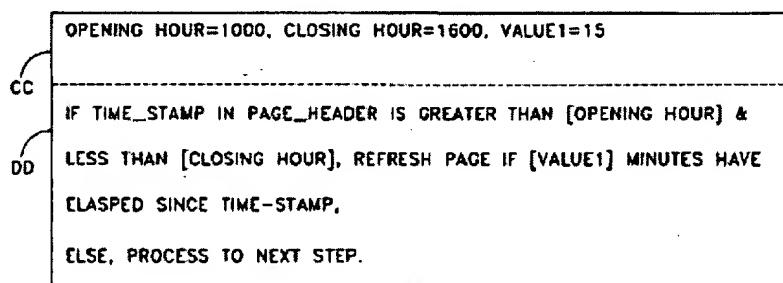 OPENING HOUR=1000, CLOSING HOUR=1600, VALUE1=15
CC
IF TIME_STAMP IN PAGE_HEADER IS GREATER THAN [OPENING HOUR] &
DD
LESS THAN [CLOSING HOUR], REFRESH PAGE IF [VALUE1] MINUTES HAVE
ELASPED SINCE TIME-STAMP,
ELSE, PROCESS TO NEXT STEP.